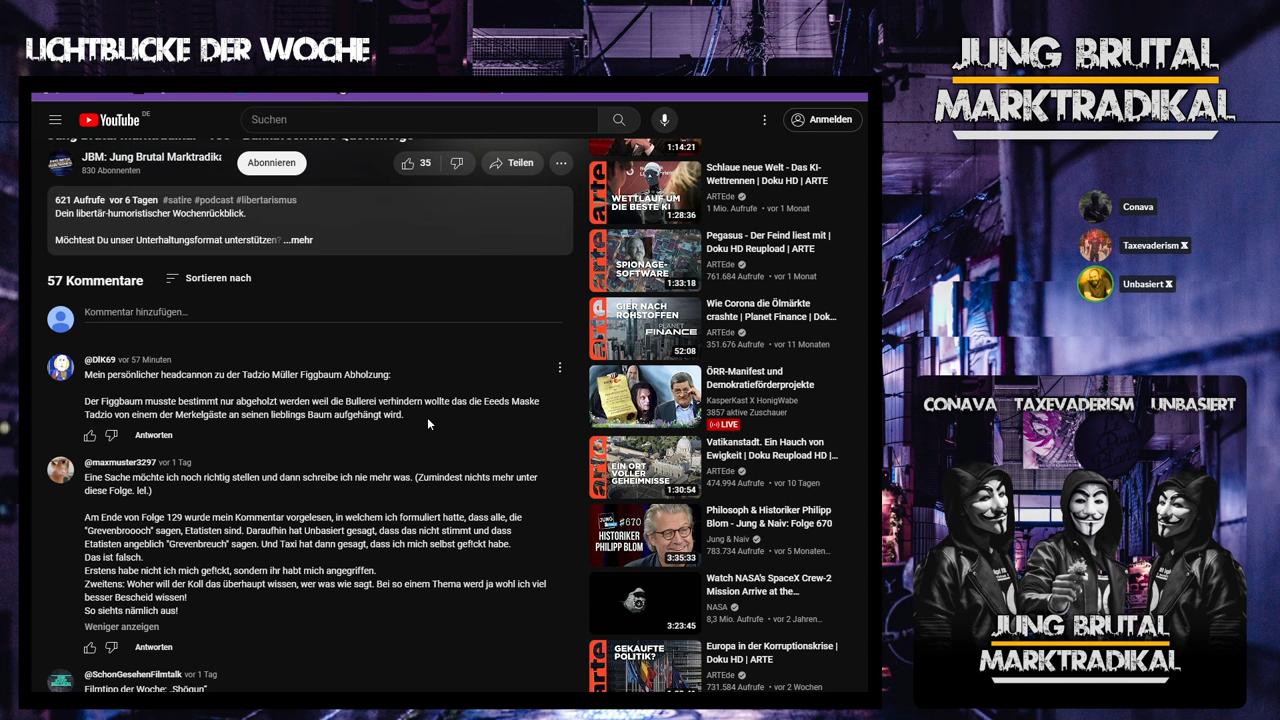 LICHTBLICKE DER WOCHE
JUNG BRUTAL
MARKTRADIKAL
YouTube DE
Suchen
Anmelden
JBM: Jung Brutal Marktradika
830 Abonnenten
Abonnieren
35
Teilen
621 Aufrufe vor 6 Tagen #satire #podcast #libertarismus
Dein libertär-humoristischer Wochenrückblick.
Möchtest Du unser Unterhaltungsformat unterstützen? ...mehr
57 Kommentare
Sortieren nach
Kommentar hinzufügen...
@DIK69 vor 57 Minuten
Mein persönlicher headcannon zu der Tadzio Müller Figgbaum Abholzung:
Der Figgbaum musste bestimmt nur abgeholzt werden weil die Bullerei verhindern wollte das die Eeeds Maske
Tadzio von einem der Merkelgäste an seinen lieblings Baum aufgehängt wird.
Antworten
@maxmuster3297 vor 1 Tag
Eine Sache möchte ich noch richtig stellen und dann schreibe ich nie mehr was. (Zumindest nichts mehr unter
diese Folge. lel.)
Am Ende von Folge 129 wurde mein Kommentar vorgelesen, in welchem ich formuliert hatte, dass alle, die
"Grevenbroooch" sagen, Etatisten sind. Daraufhin hat Unbasiert gesagt, dass das nicht stimmt und dass
Etatisten angeblich "Grevenbreuch" sagen. Und Taxi hat dann gesagt, dass ich mich selbst gef!ckt habe.
Das ist falsch.
Erstens habe nicht ich mich gef!ckt, sondern ihr habt mich angegriffen.
Zweitens: Woher will der Koll das überhaupt wissen, wer was wie sagt. Bei so einem Thema werd ja wohl ich viel
besser Bescheid wissen!
So siehts nämlich aus!
Weniger anzeigen
Antworten
@SchonGesehenFilmtalk vor 1 Tag
Filmtipp der Woche: „Shōgun"
1:14:21
arte
WETTLAUF UM
DIE BESTE KI
1:28:36
Schlaue neue Welt - Das KI-
Wettrennen | Doku HD | ARTE
ARTEde
1 Mio. Aufrufe • vor 1 Monat
arte
SPIONAGE-
SOFTWARE
1:33:18
Pegasus - Der Feind liest mit |
Doku HD Reupload | ARTE
ARTEde
761.684 Aufrufe • vor 1 Monat
arte
GIER NACH
ROHSTOFFEN
PLANET
FINANCE
52:08
Wie Corona die Ölmärkte
crashte | Planet Finance | Dok...
ARTEde
351.676 Aufrufe • vor 11 Monaten
ÖRR-Manifest und
Demokratieförderprojekte
KasperKast X HonigWabe
3857 aktive Zuschauer
LIVE
arte
EIN ORT
VOLLER
GEHEIMNISSE
1:30:54
Vatikanstadt. Ein Hauch von
Ewigkeit | Doku Reupload HD |...
ARTEde
474.994 Aufrufe • vor 10 Tagen
JUNG
#670
HISTORIKER
PHILIPP BLOM
3:35:33
Philosoph & Historiker Philipp
Blom - Jung & Naiv: Folge 670
Jung & Naiv
783.734 Aufrufe • vor 5 Monaten...
3:23:45
Watch NASA's SpaceX Crew-2
Mission Arrive at the...
NASA
8,3 Mio. Aufrufe • vor 2 Jahren...
arte
GEKAUFTE
POLITIK?
Europa in der Korruptionskrise |
Doku HD | ARTE
ARTEde
731.584 Aufrufe • vor 2 Wochen
Conava
Taxevaderism X
Unbasiert X
CONAVA TAXEVADERISM UNBASIERT
JUNG BRUTAL
MARKTRADIKAL